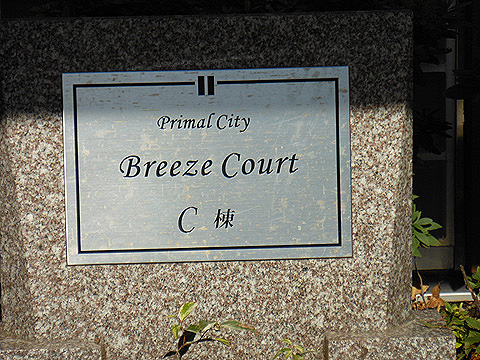 Primal City
Breeze Court
C 棟